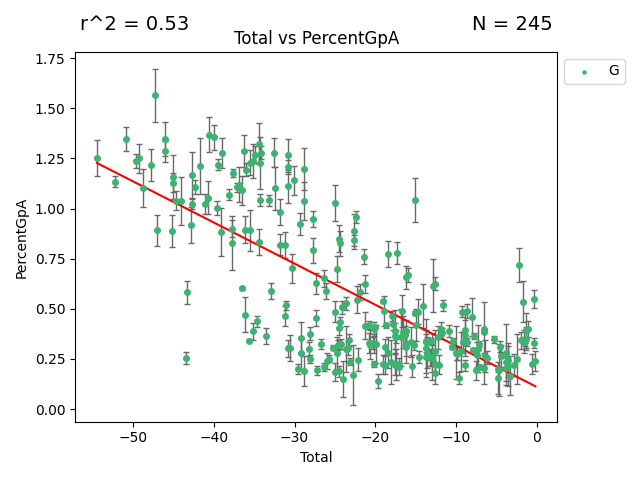 r^2 = 0.53 N = 245
Total vs PercentGpA
G
1.75
1.50
1.25
1.00
0.75
0.50
0.25
0.00
PercentGpA
−50 −40 −30 −20 −10 0
Total